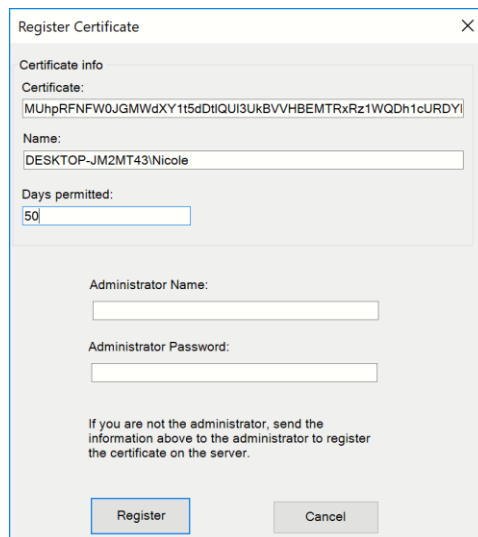 Register Certificate
Certificate info
Certificate:
MUhpRFNFW0JGMWdXY1t5dDtlQUl3UkBVVHBEMTRxRz1WQDh1cURDYl
Name:
DESKTOP-JM2MT43\Nicole
Days permitted:
50
Administrator Name:
Administrator Password:
If you are not the administrator, send the
information above to the administrator to register
the certificate on the server.
Register
Cancel